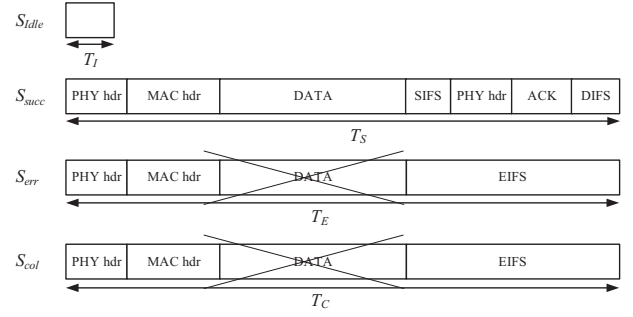 S_Idle
T_I
S_succ PHY hdr MAC hdr DATA SIFS PHY hdr ACK DIFS
T_S
S_err PHY hdr MAC hdr DATA EIFS
T_E
S_col PHY hdr MAC hdr DATA EIFS
T_C